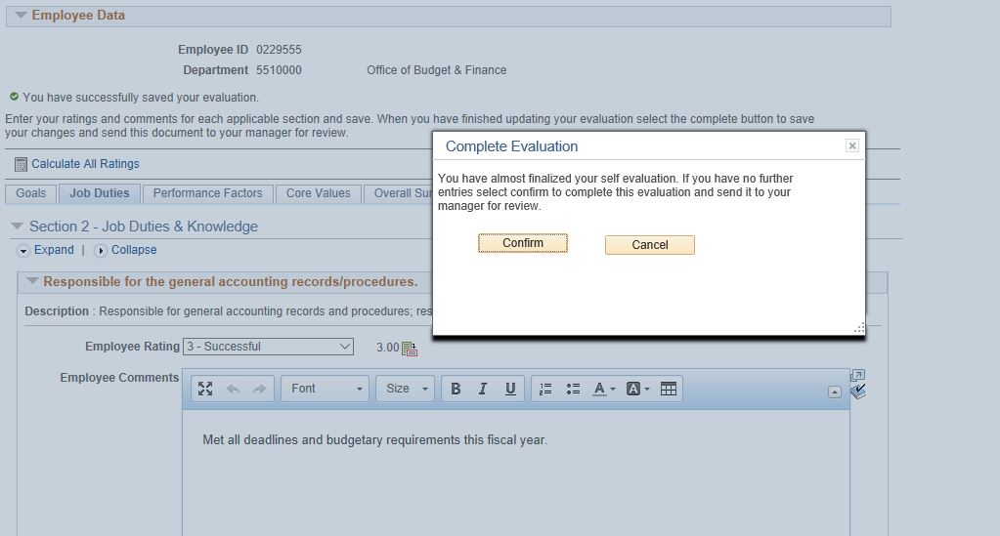 Employee Data
Employee ID 0229555
Department 5510000 Office of Budget & Finance
You have successfully saved your evaluation.
Enter your ratings and comments for each applicable section and save. When you have finished updating your evaluation select the complete button to save
your changes and send this document to your manager for review.
Calculate All Ratings
Goals Job Duties Performance Factors Core Values Overall
Section 2 - Job Duties & Knowledge
Expand | Collapse
Responsible for the general accounting records/procedures.
Description : Responsible for general accounting records and procedures;
Employee Rating 3 - Successful 3.00
Employee Comments
Font Size B I U A A
Met all deadlines and budgetary requirements this fiscal year.
Complete Evaluation
You have almost finalized your self evaluation. If you have no further
entries select confirm to complete this evaluation and send it to your
manager for review.
Confirm Cancel